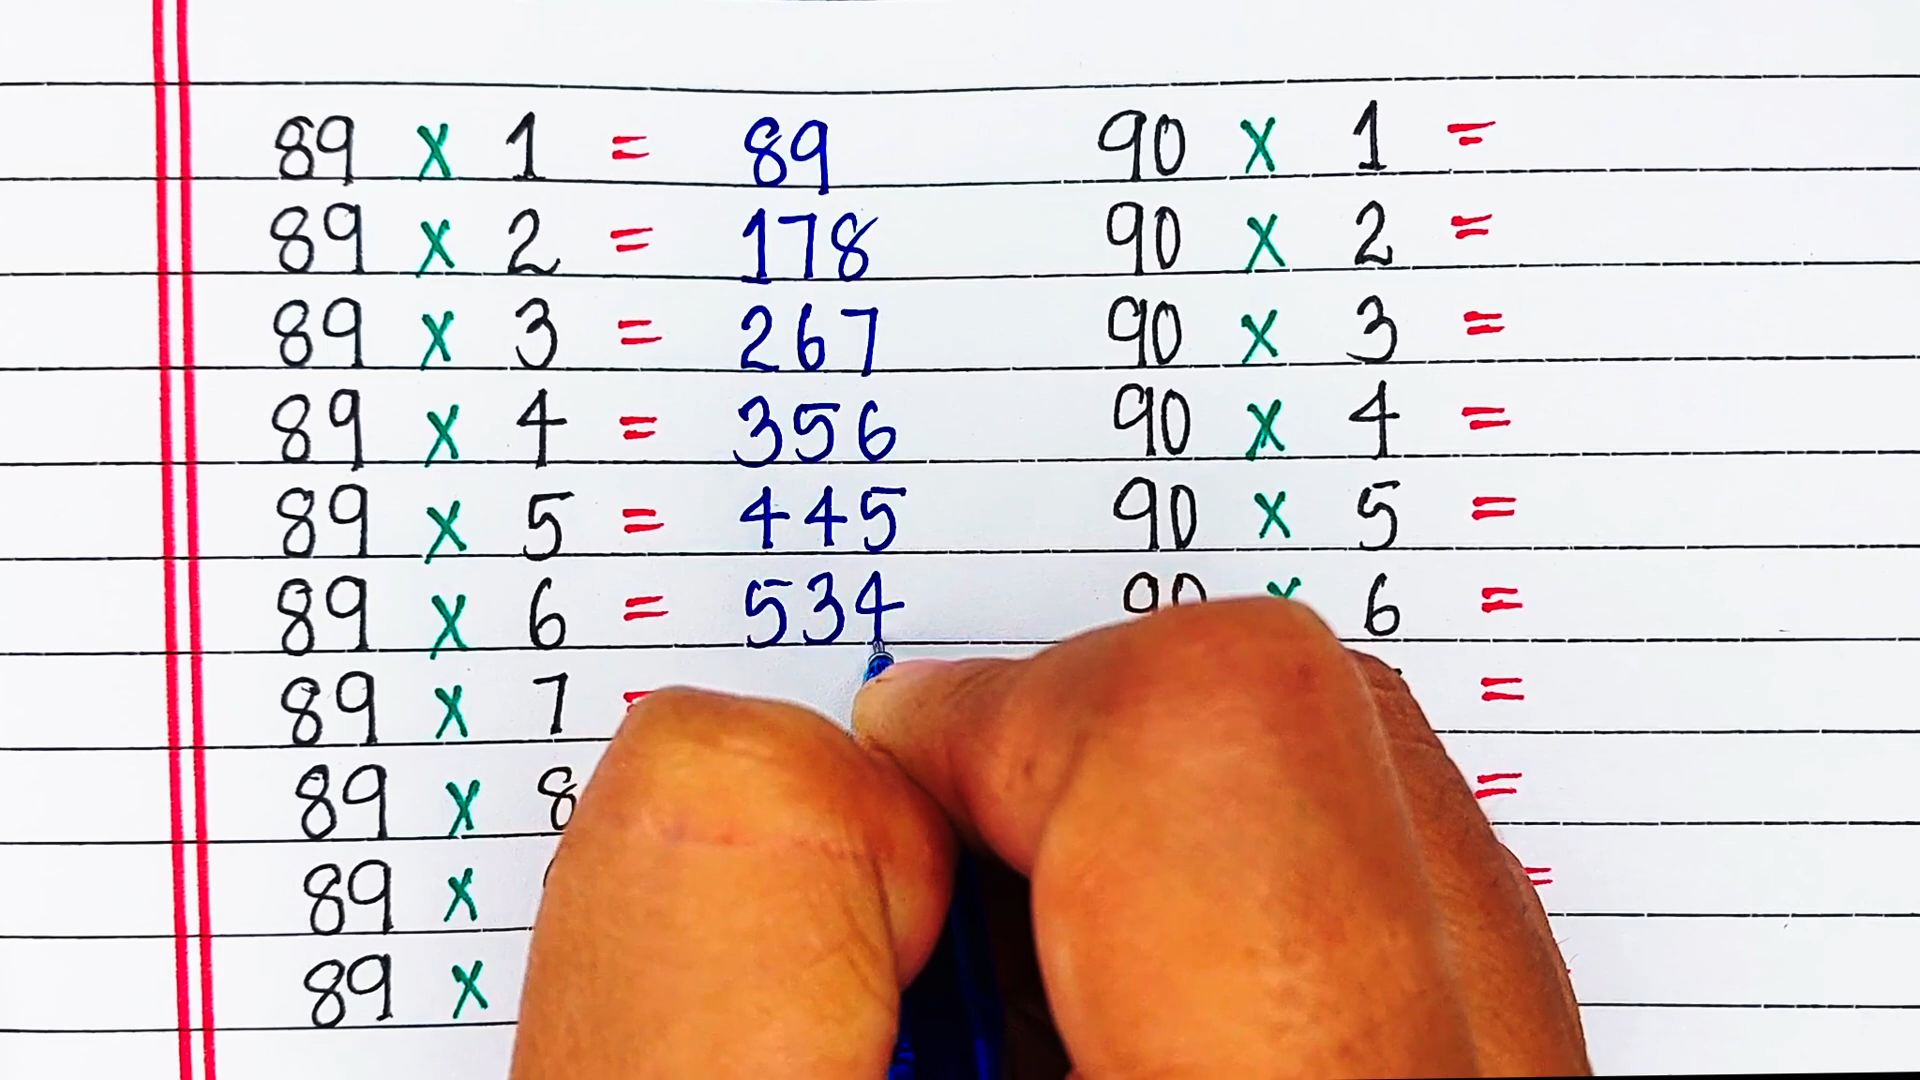 89 x 1 = 89 90 x 1 =
89 x 2 = 178 90 x 2 =
89 x 3 = 267 90 x 3 =
89 x 4 = 356 90 x 4 =
89 x 5 = 445 90 x 5 =
89 x 6 = 534 90 x 6 =
89 x 7 = =
89 x 8 =
89 x =
89 x